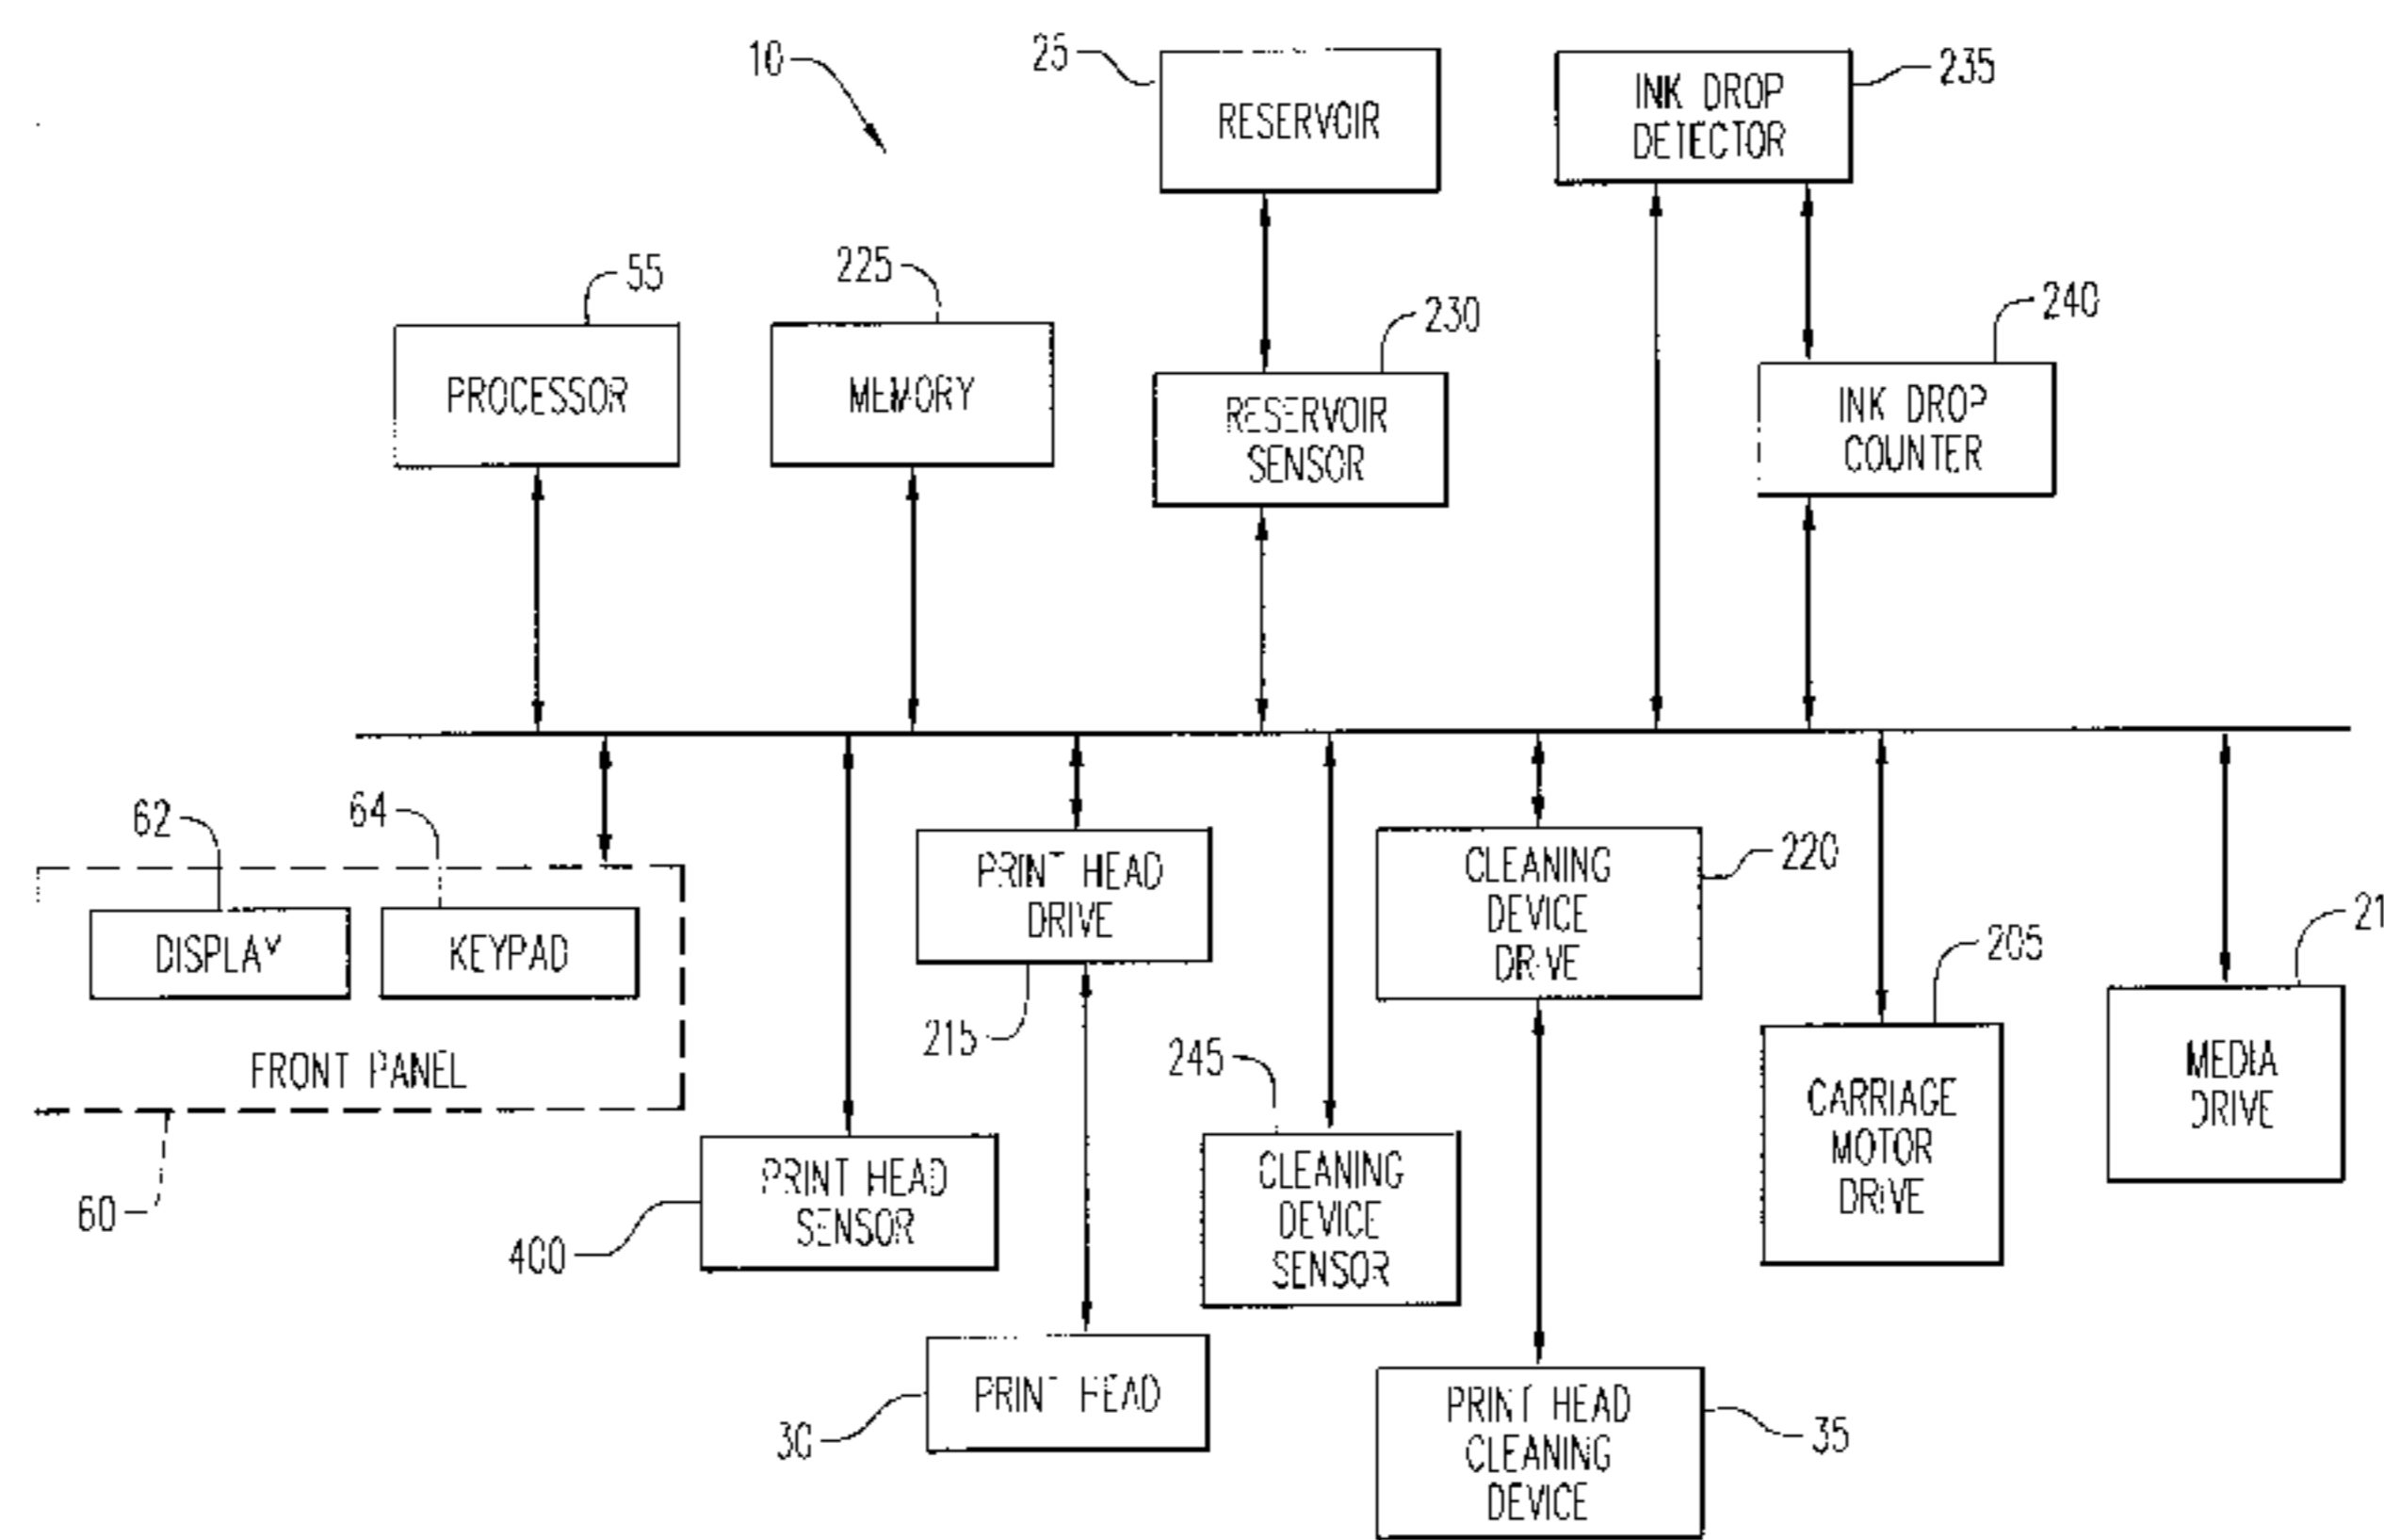 10
25
RESERVOIR
INK DROP
DETECTOR
235
55
PROCESSOR
225
MEMORY
230
RESERVOIR
SENSOR
240
INK DROP
COUNTER
62
DISPLAY
64
KEYPAD
FRONT PANEL
60
PRINT HEAD
DRIVE
215
CLEANING
DEVICE
DRIVE
220
205
CARRIAGE
MOTOR
DRIVE
21
MEDIA
DRIVE
PRINT HEAD
SENSOR
400
245
CLEANING
DEVICE
SENSOR
PRINT HEAD
30
PRINT HEAD
CLEANING
DEVICE
35